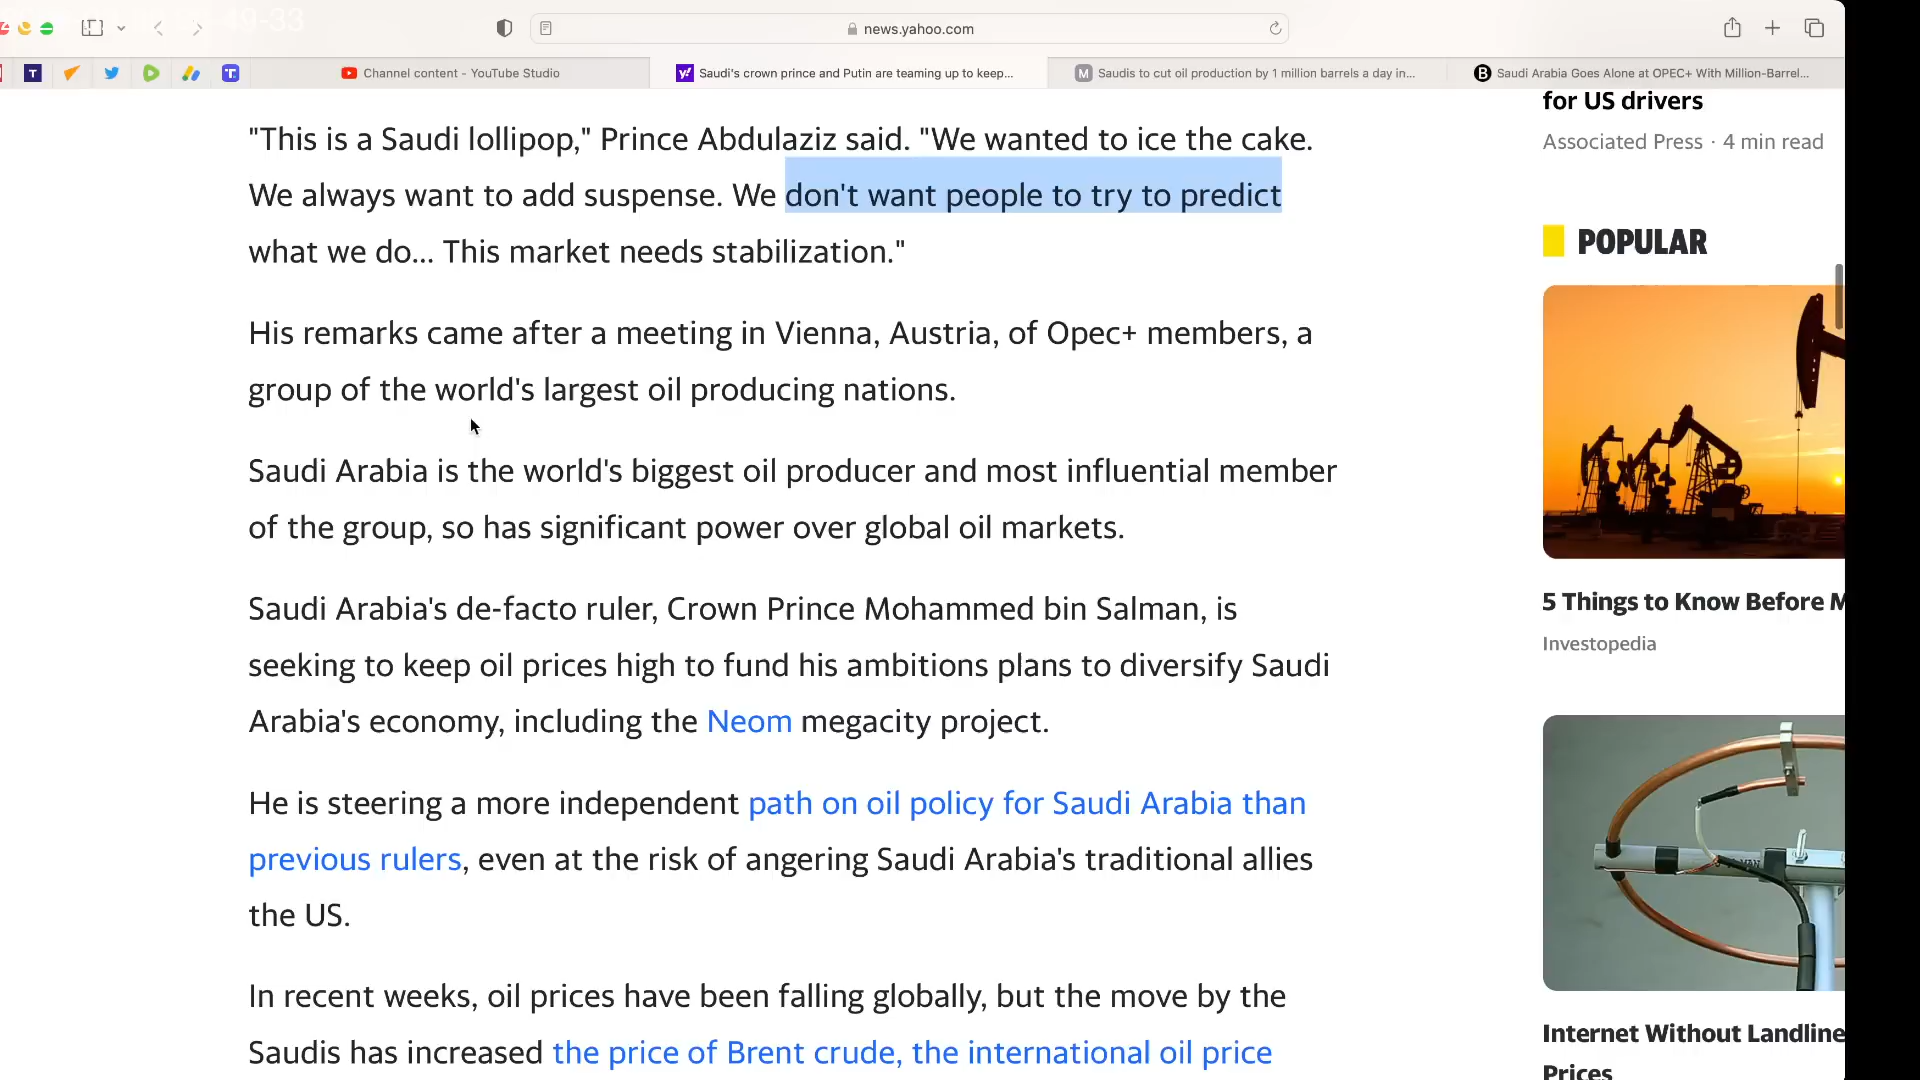 49-33
news.yahoo.com
Channel content - YouTube Studio
Saudi's crown prince and Putin are teaming up to keep...
M Saudis to cut oil production by 1 million barrels a day in...
B Saudi Arabia Goes Alone at OPEC+ With Million-Barrel...
"This is a Saudi lollipop," Prince Abdulaziz said. "We wanted to ice the cake.
We always want to add suspense. We don't want people to try to predict
what we do... This market needs stabilization."
His remarks came after a meeting in Vienna, Austria, of Opec+ members, a
group of the world's largest oil producing nations.
Saudi Arabia is the world's biggest oil producer and most influential member
of the group, so has significant power over global oil markets.
Saudi Arabia's de-facto ruler, Crown Prince Mohammed bin Salman, is
seeking to keep oil prices high to fund his ambitions plans to diversify Saudi
Arabia's economy, including the Neom megacity project.
He is steering a more independent path on oil policy for Saudi Arabia than
previous rulers, even at the risk of angering Saudi Arabia's traditional allies
the US.
In recent weeks, oil prices have been falling globally, but the move by the
Saudis has increased the price of Brent crude, the international oil price
for US drivers
Associated Press · 4 min read
POPULAR
5 Things to Know Before M
Investopedia
Internet Without Landline
Prices